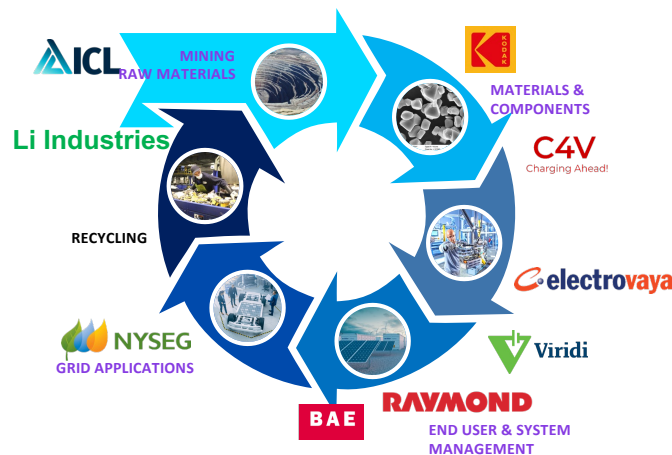 ICL
MINING
RAW MATERIALS
KODAK
MATERIALS &
COMPONENTS
Li Industries
C4V
Charging Ahead!
RECYCLING
electrovaya
NYSEG
GRID APPLICATIONS
Viridi
BAE
RAYMOND
END USER & SYSTEM
MANAGEMENT